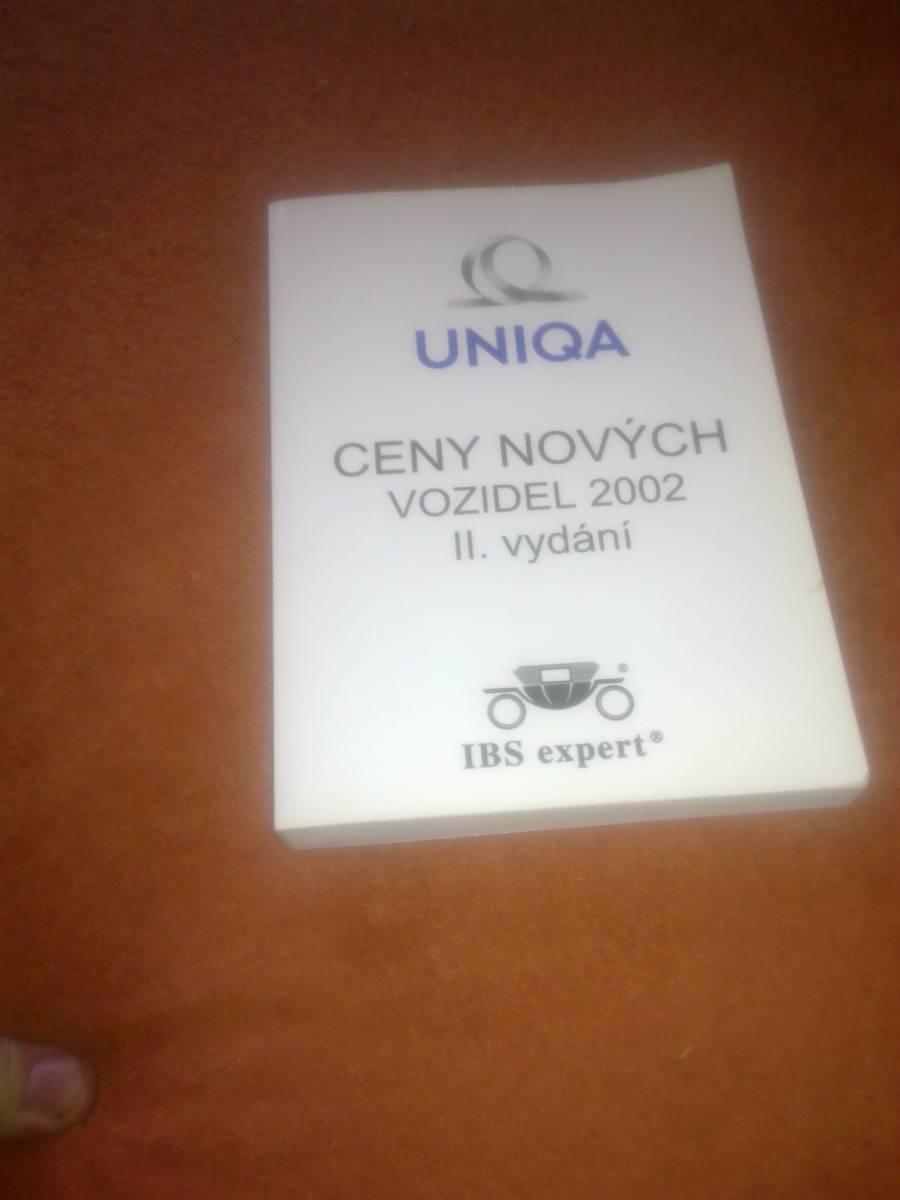 UNIQA
CENY NOVÝCH
VOZIDEL 2002
II. vydání
®
IBS expert®